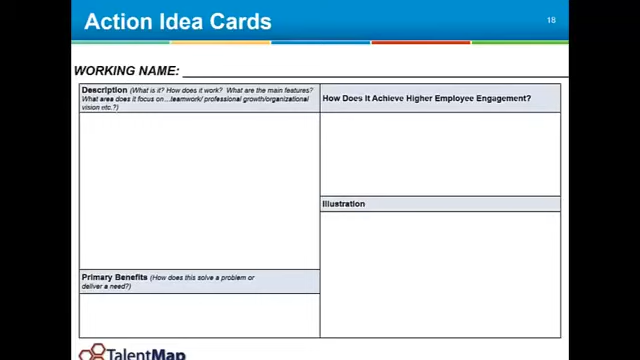 Action Idea Cards
18
WORKING NAME:
Description (What is it? How does it work? What are the main features?
What area does it focus on...teamwork/ professional growth/organizational
vision etc.?)
How Does It Achieve Higher Employee Engagement?
Illustration
Primary Benefits (How does this solve a problem or
deliver a need?)
TalentMap